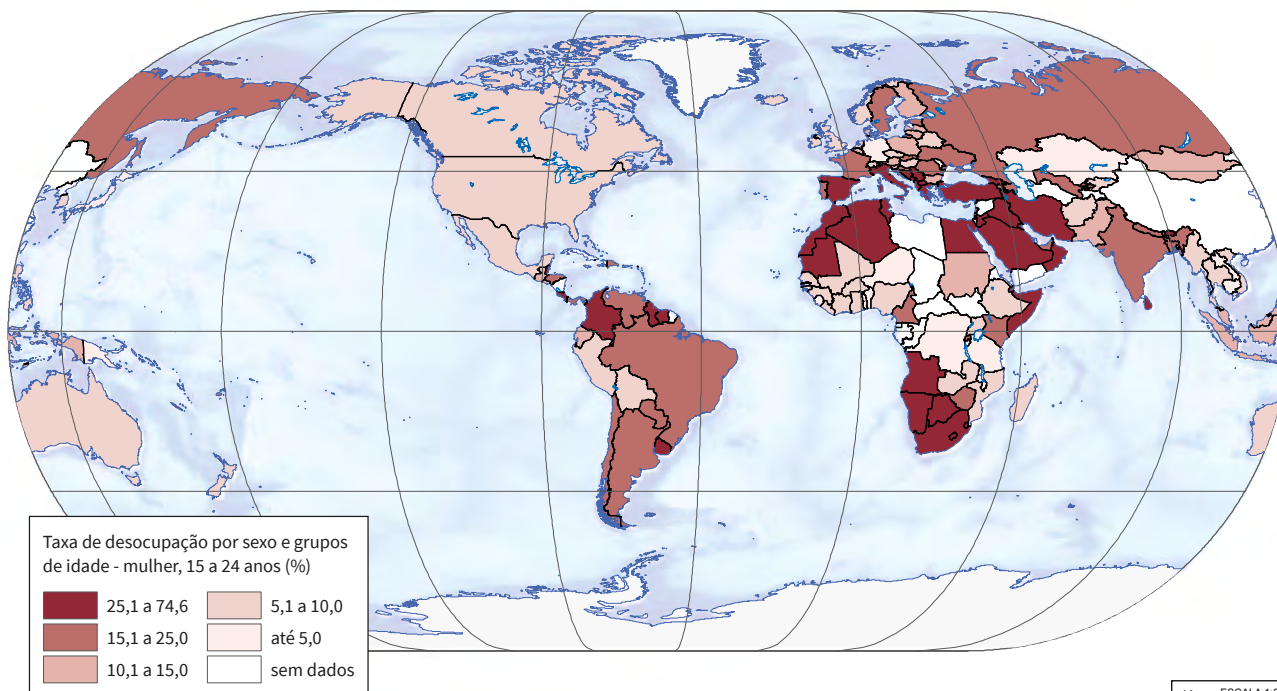 Taxa de desocupação por sexo e grupos
de idade - mulher, 15 a 24 anos (%)
25,1 a 74,6
5,1 a 10,0
15,1 a 25,0
até 5,0
10,1 a 15,0
sem dados